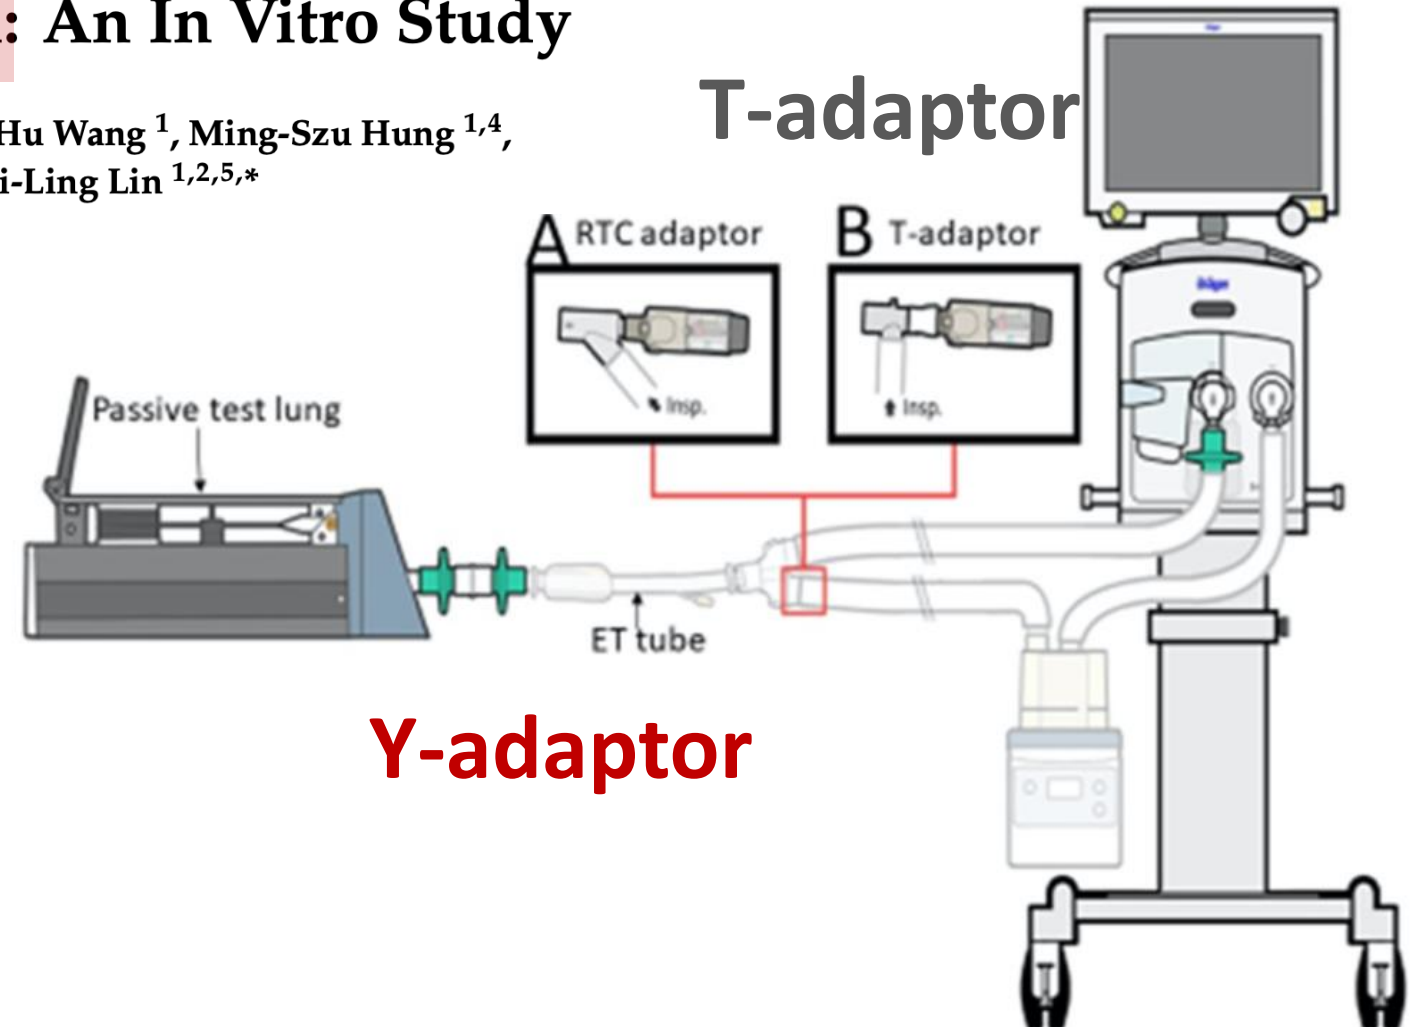 : An In Vitro Study
Hu Wang 1, Ming-Szu Hung 1,4,
i-Ling Lin 1,2,5,*
T-adaptor
A RTC adaptor
B T-adaptor
Insp.
Insp.
Dräger
Passive test lung
ET tube
Y-adaptor